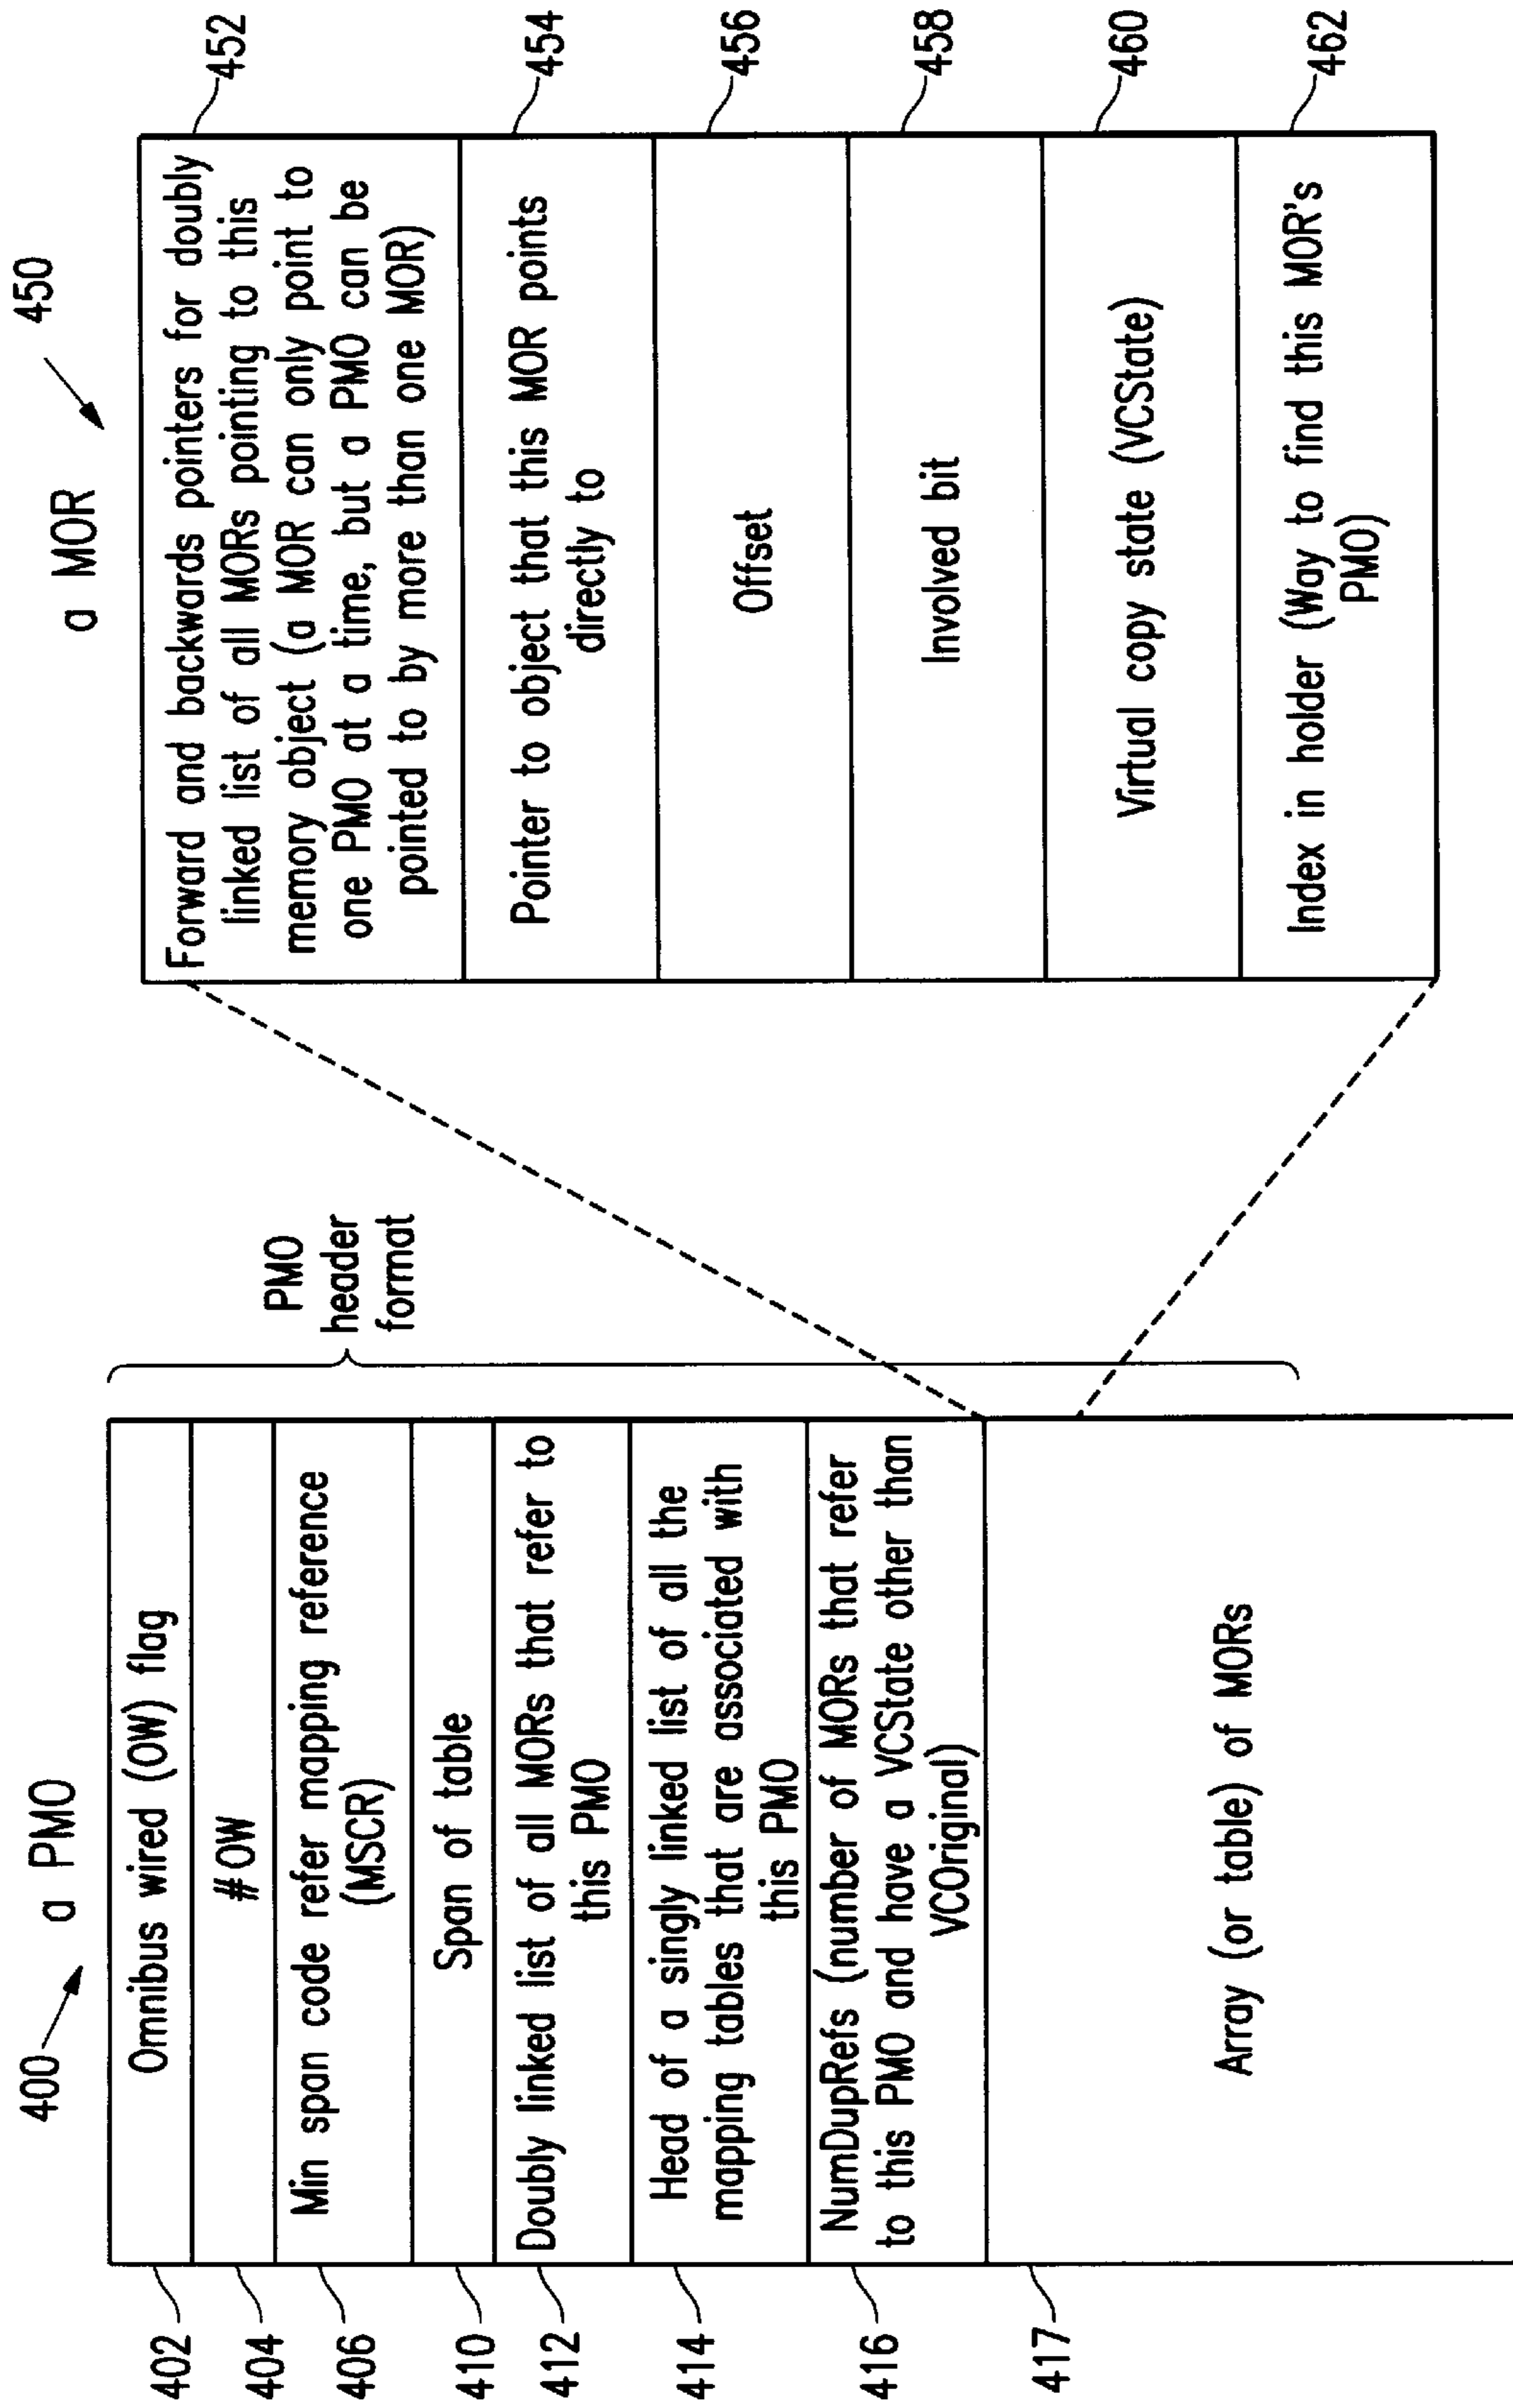 400
a PMO
402
Omnibus wired (OW) flag
404
#OW
406
Min span code refer mapping reference
(MSCR)
410
Span of table
412
Doubly linked list of all MORs that refer to
this PMO
414
Head of a singly linked list of all the
mapping tables that are associated with
this PMO
416
NumDupRefs (number of MORs that refer
to this PMO and have a VCState other than
VCOriginal)
417
Array (or table) of MORs
PMO
header
format
a MOR
450
Forward and backwards pointers for doubly
linked list of all MORs pointing to this
memory object (a MOR can only point to
one PMO at a time, but a PMO can be
pointed to by more than one MOR)
452
Pointer to object that this MOR points
directly to
454
Offset
456
Involved bit
458
Virtual copy state (VCState)
460
Index in holder (Way to find this MOR's
PMO)
462